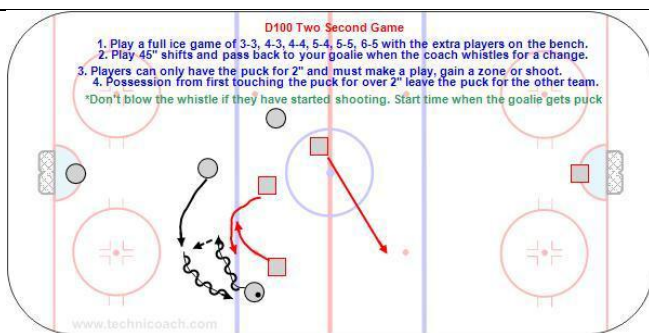 D100 Two Second Game
1. Play a full ice game of 3-3, 4-3, 4-4, 5-4, 5-5, 6-5 with the extra players on the bench.
2. Play 45" shifts and pass back to your goalie when the coach whistles for a change.
3. Players can only have the puck for 2" and must make a play, gain a zone or shoot.
4. Possession from first touching the puck for over 2" leave the puck for the other team.
*Don't blow the whistle if they have started shooting. Start time when the goalie gets puck
www.technicoach.com